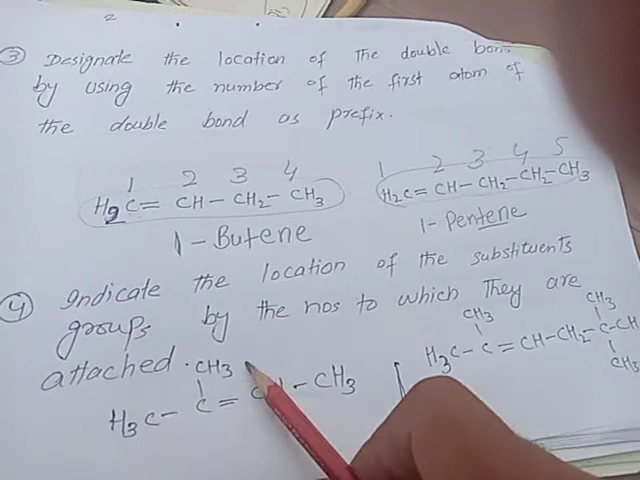 2
③ Designate the location of the double bond
by using the number of the first atom of
the double bond as prefix.
1 2 3 4
H2C = CH - CH2 - CH3
1 - Butene
1 2 3 4 5
H2C = CH - CH2 - CH2 - CH3
1 - Pentene
④ Indicate the location of the substituents
groups by the nos to which they are
attached.
CH3
H3C - C = - CH3
CH3 CH3
H3C - C = CH - CH2 - C - CH
CH3